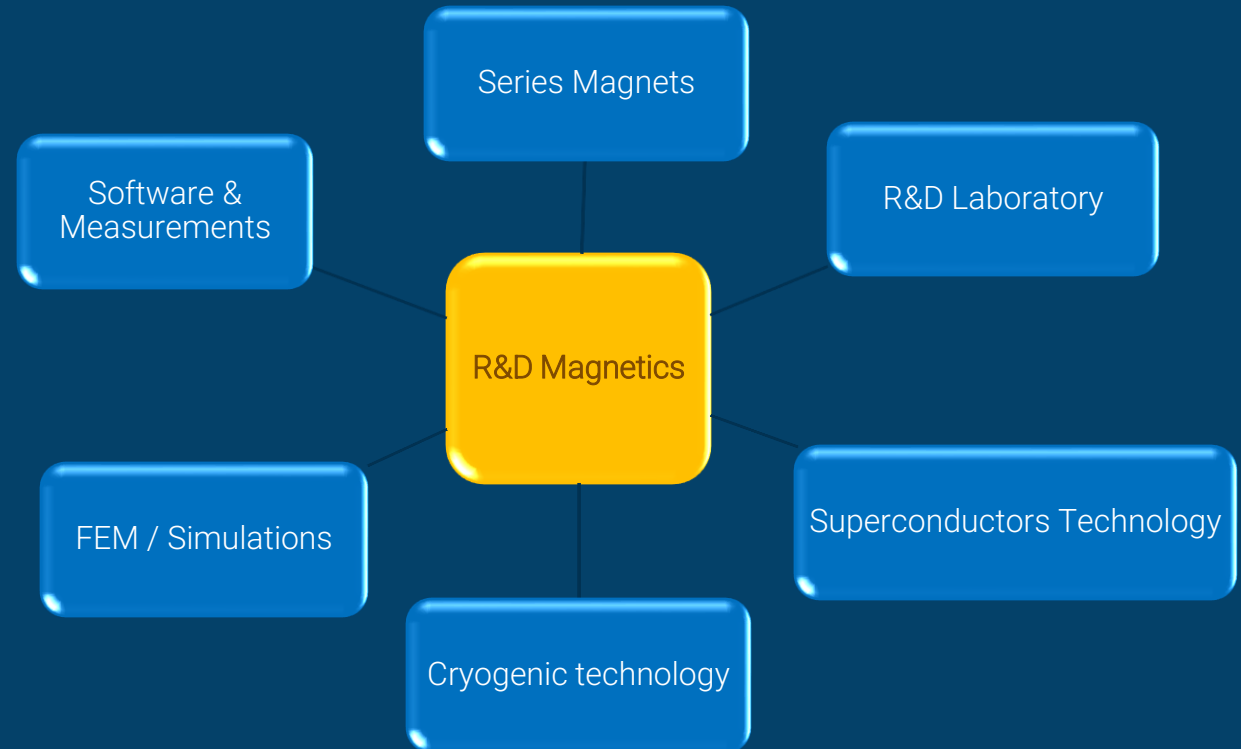 Series Magnets
Software &
Measurements
R&D Laboratory
R&D Magnetics
FEM / Simulations
Superconductors Technology
Cryogenic technology